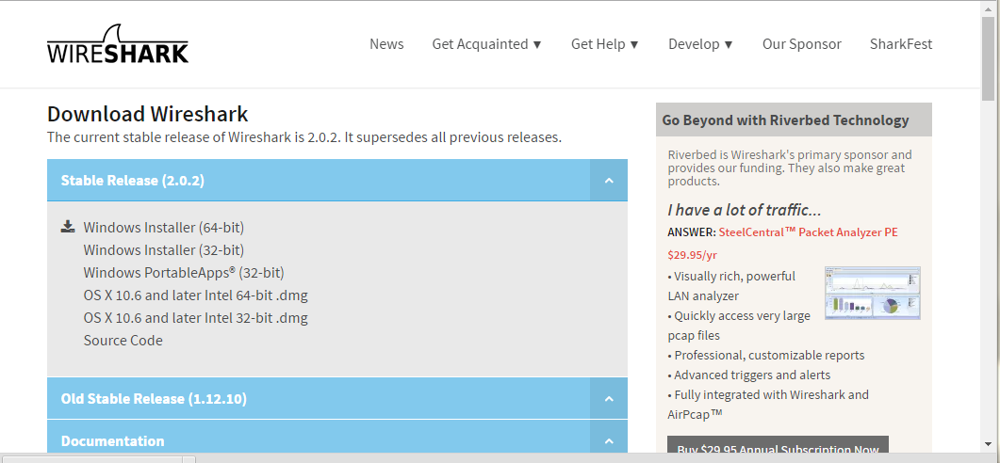 WIRESHARK
News Get Acquainted ▼ Get Help ▼ Develop ▼ Our Sponsor SharkFest
Download Wireshark
The current stable release of Wireshark is 2.0.2. It supersedes all previous releases.
Stable Release (2.0.2)
Windows Installer (64-bit)
Windows Installer (32-bit)
Windows PortableApps® (32-bit)
OS X 10.6 and later Intel 64-bit .dmg
OS X 10.6 and later Intel 32-bit .dmg
Source Code
Old Stable Release (1.12.10)
Documentation
Go Beyond with Riverbed Technology
Riverbed is Wireshark's primary sponsor and
provides our funding. They also make great
products.
I have a lot of traffic...
ANSWER: SteelCentral™ Packet Analyzer PE
$29.95/yr
• Visually rich, powerful
LAN analyzer
• Quickly access very large
pcap files
• Professional, customizable reports
• Advanced triggers and alerts
• Fully integrated with Wireshark and
AirPcap™
Buy $29.95 Annual Subscription Now